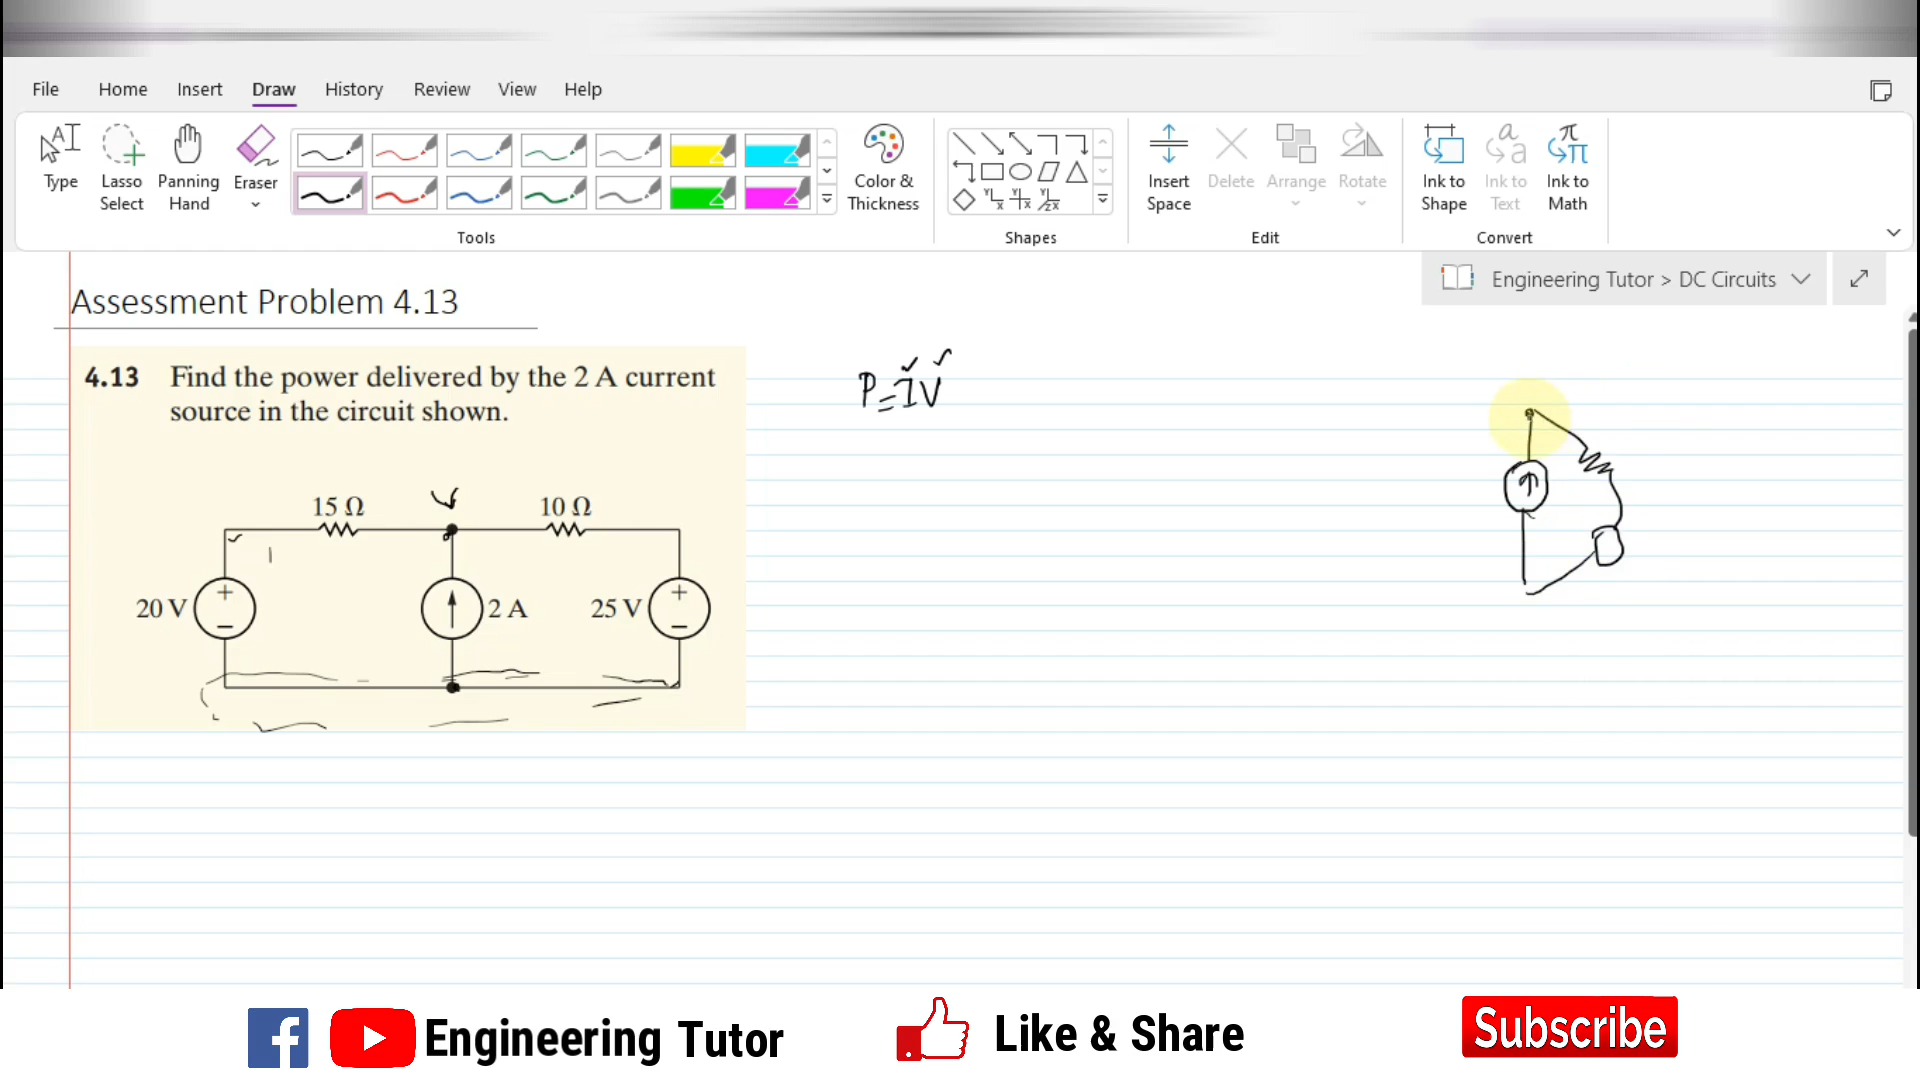 File Home Insert Draw History Review View Help
Type
Lasso Select
Panning Hand
Eraser
Color & Thickness
Insert Space
Delete
Arrange
Rotate
Ink to Shape
Ink to Text
Ink to Math
Tools Shapes Edit Convert
Engineering Tutor > DC Circuits
Assessment Problem 4.13
4.13 Find the power delivered by the 2 A current
source in the circuit shown.
P=IV
15 Ω 10 Ω
20 V + − 2 A 25 V + −
Engineering Tutor Like & Share Subscribe